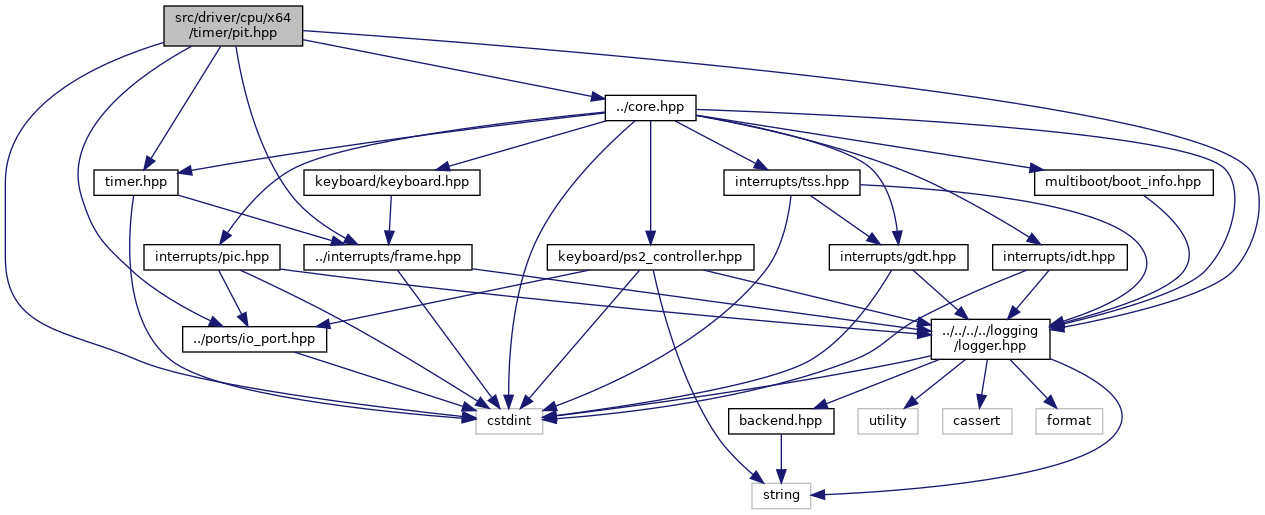 src/driver/cpu/x64
/timer/pit.hpp
../core.hpp
timer.hpp
keyboard/keyboard.hpp
interrupts/tss.hpp
multiboot/boot_info.hpp
interrupts/pic.hpp
../interrupts/frame.hpp
keyboard/ps2_controller.hpp
interrupts/gdt.hpp
interrupts/idt.hpp
../ports/io_port.hpp
../../../../logging
/logger.hpp
cstdint
backend.hpp
utility
cassert
format
string